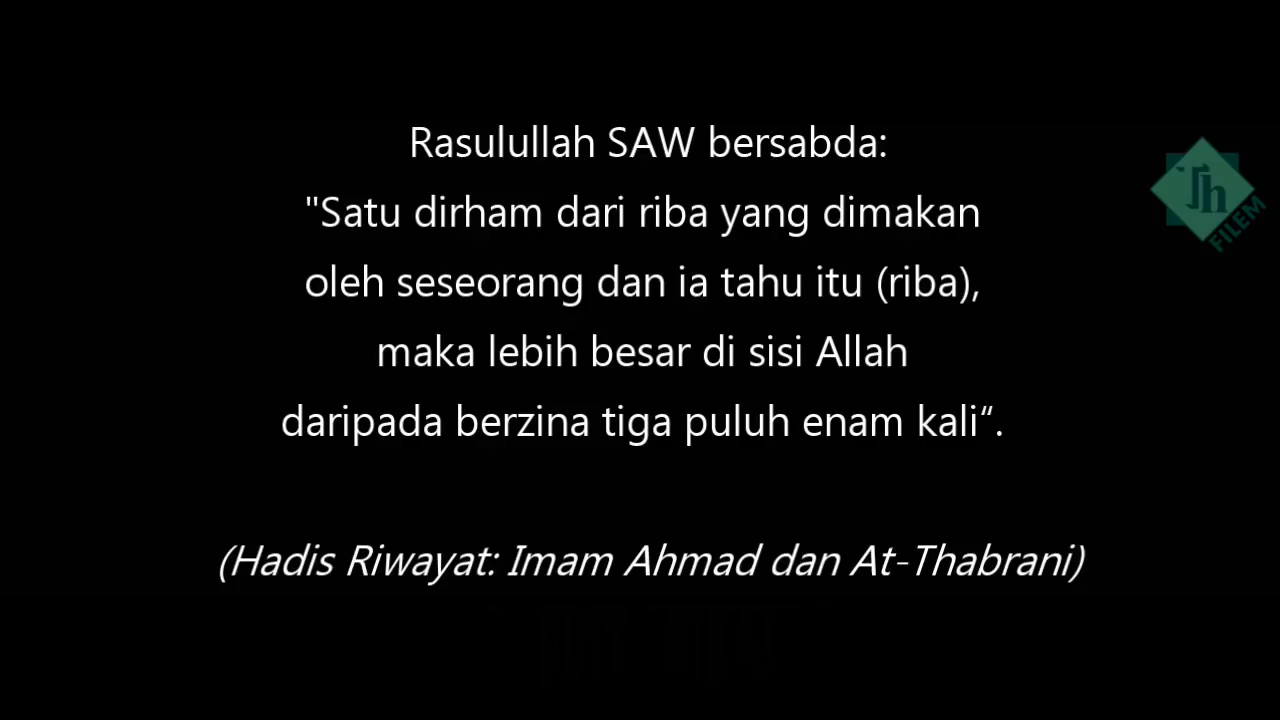 Rasulullah SAW bersabda:
"Satu dirham dari riba yang dimakan
oleh seseorang dan ia tahu itu (riba),
maka lebih besar di sisi Allah
daripada berzina tiga puluh enam kali“.
(Hadis Riwayat: Imam Ahmad dan At-Thabrani)
Th
FILEM